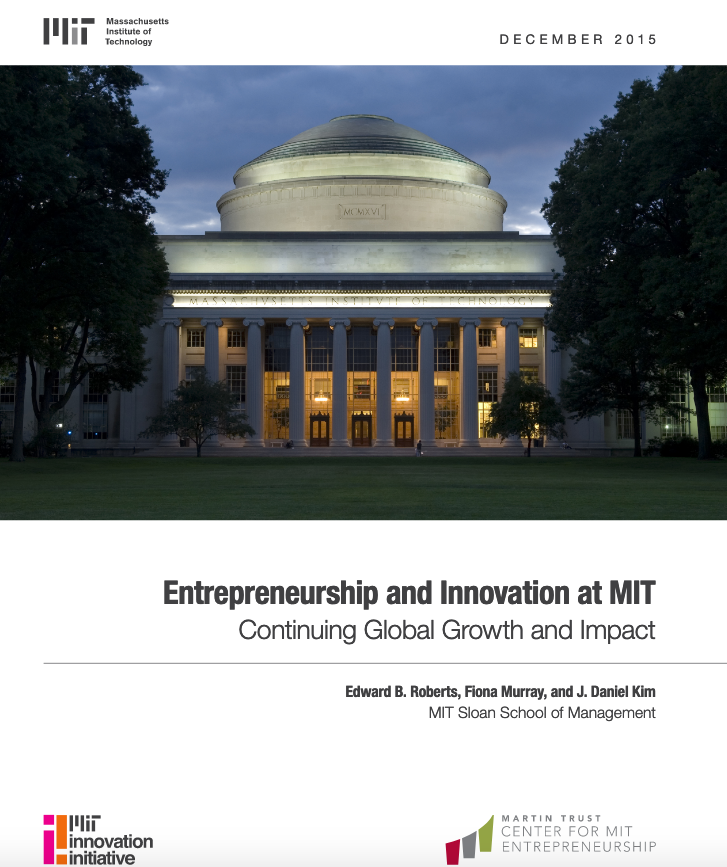 MIT
Massachusetts
Institute of
Technology
DECEMBER 2015
MCMXVI
MASSACHVSETTS INSTITVTE OF TECHNOLOGY
Entrepreneurship and Innovation at MIT
Continuing Global Growth and Impact
Edward B. Roberts, Fiona Murray, and J. Daniel Kim
MIT Sloan School of Management
MIT
innovation
initiative
MARTIN TRUST
CENTER FOR MIT
ENTREPRENEURSHIP